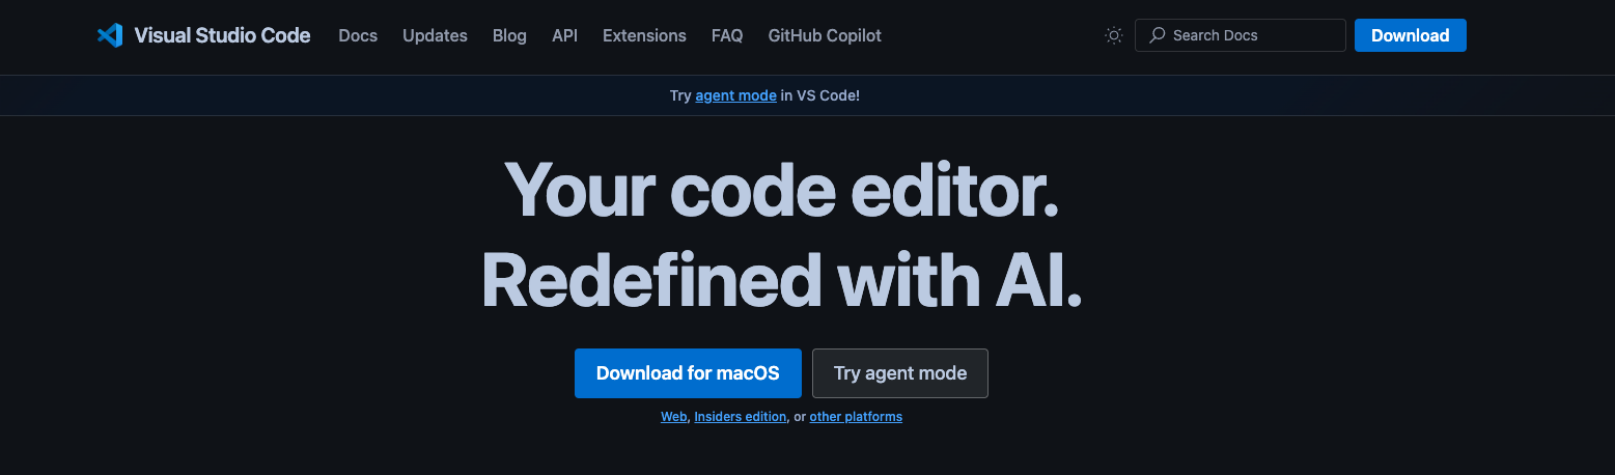 Visual Studio Code Docs Updates Blog API Extensions FAQ GitHub Copilot Search Docs Download
Try agent mode in VS Code!
Your code editor.
Redefined with AI.
Download for macOS Try agent mode
Web, Insiders edition, or other platforms